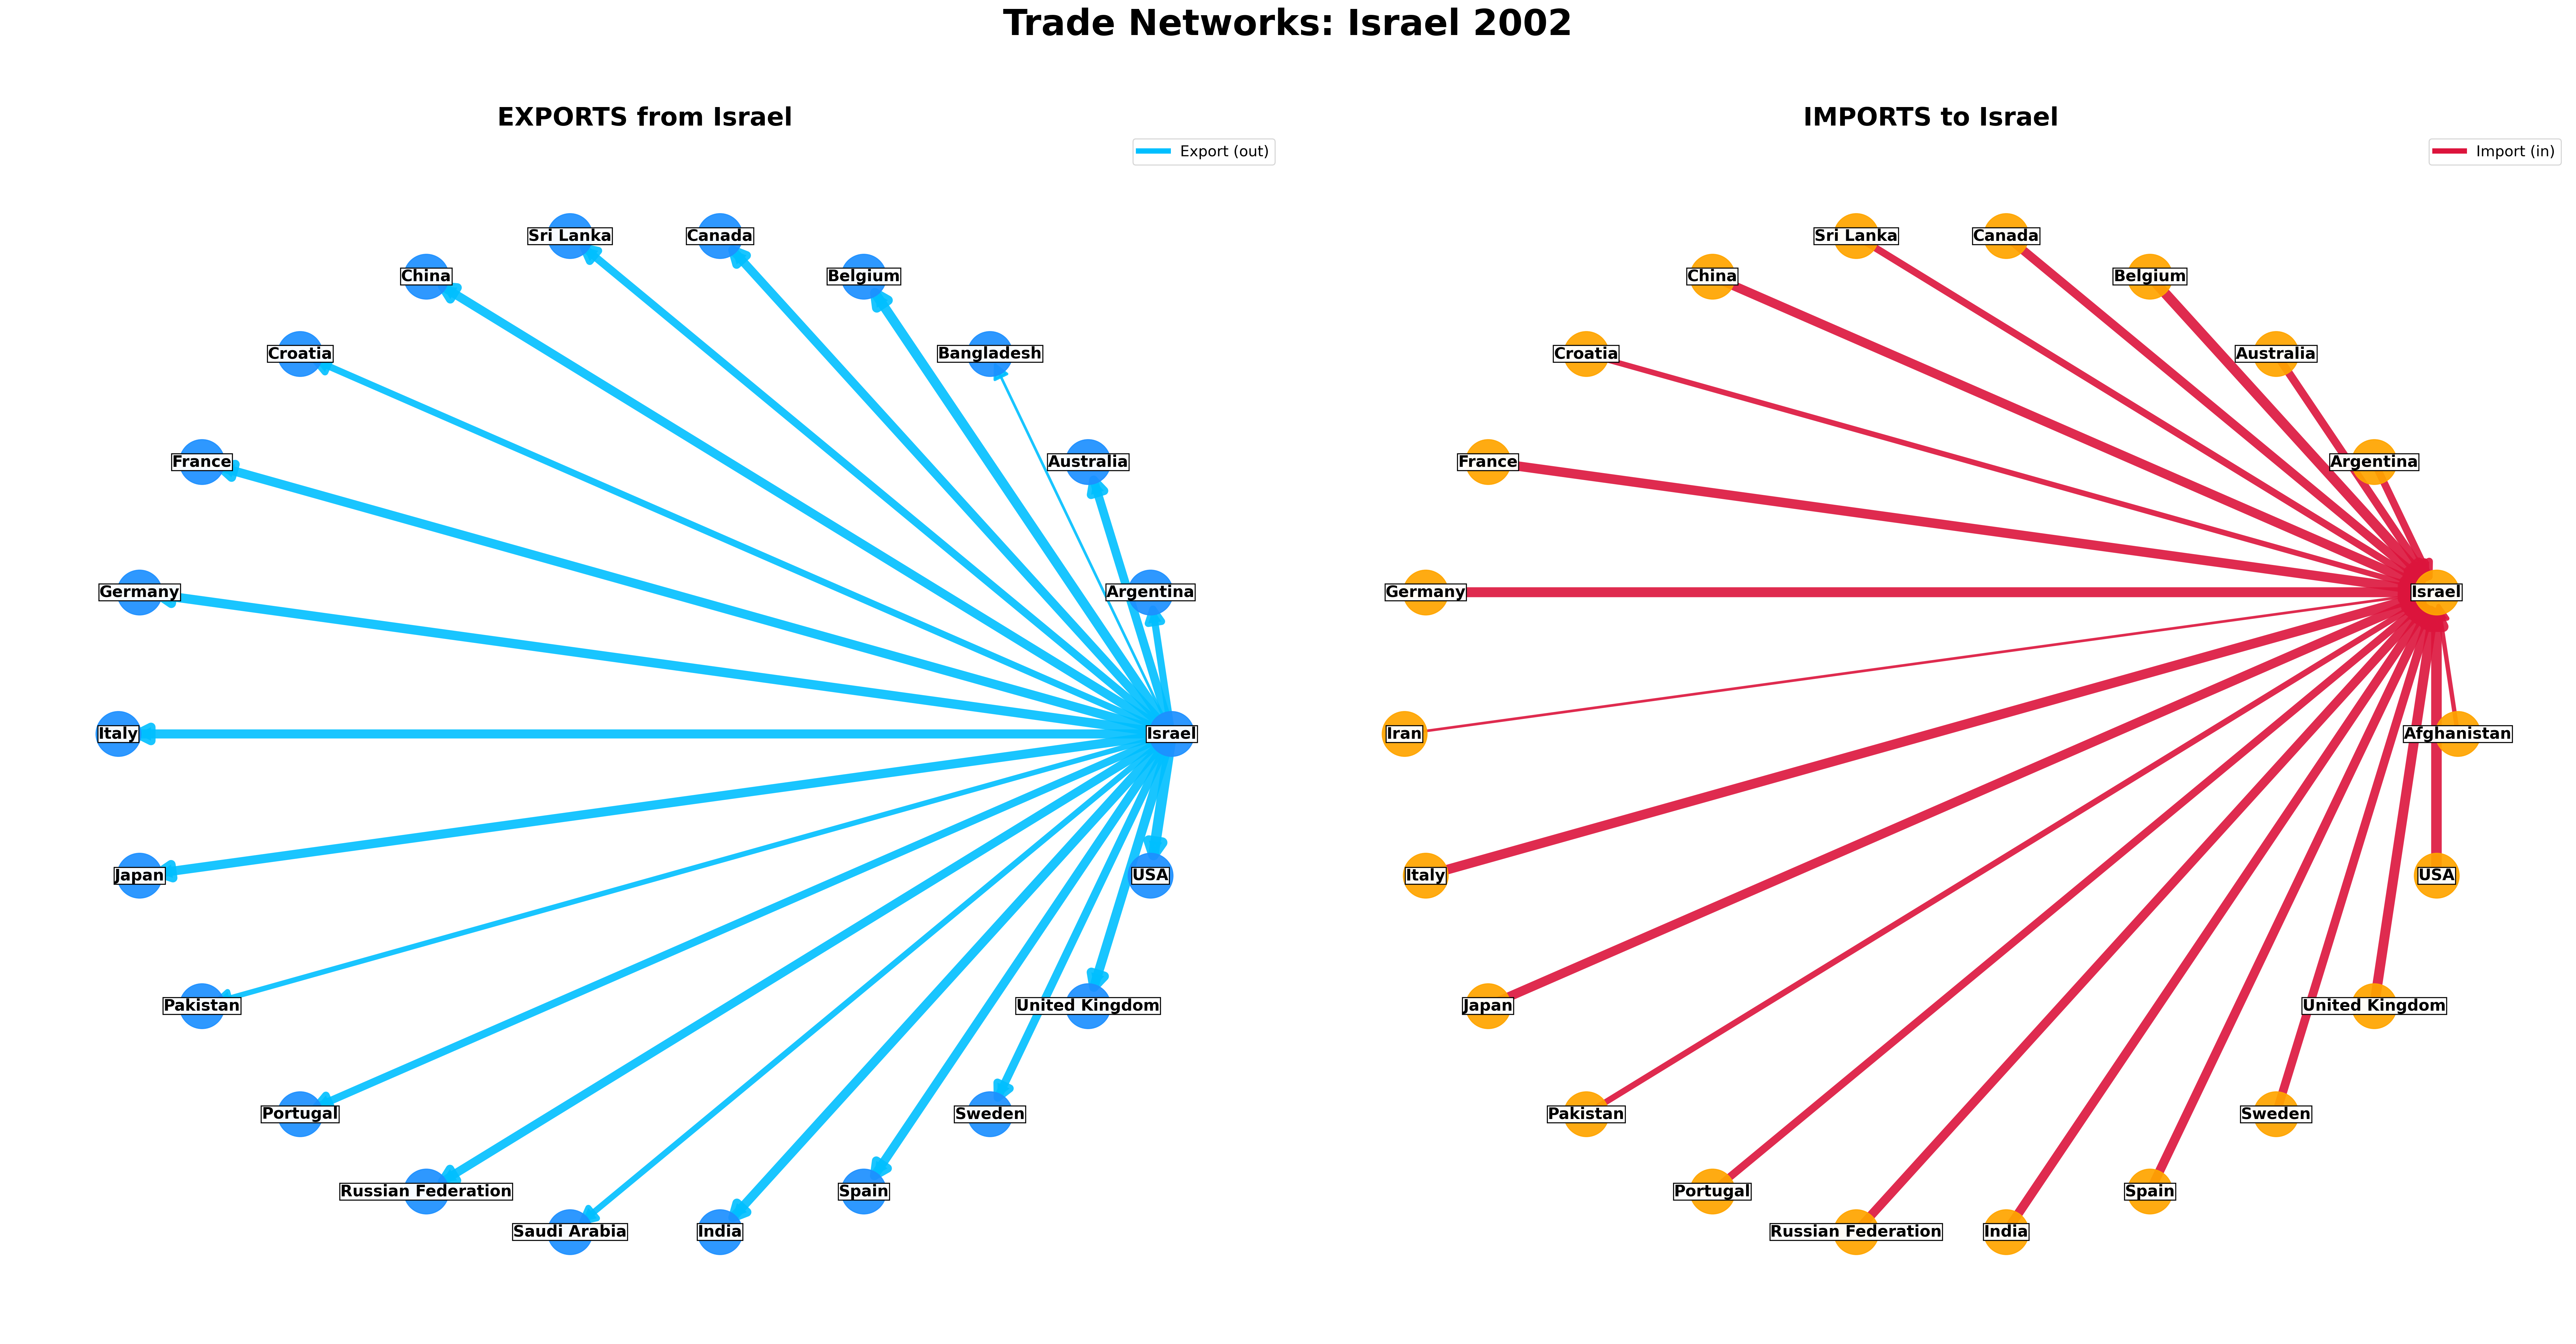 Trade Networks: Israel 2002
EXPORTS from Israel
Export (out)
Sri Lanka
Canada
China
Belgium
Croatia
Bangladesh
France
Australia
Germany
Argentina
Italy
Israel
Japan
USA
Pakistan
United Kingdom
Portugal
Sweden
Russian Federation
Spain
Saudi Arabia
India
IMPORTS to Israel
Import (in)
Sri Lanka
Canada
China
Belgium
Croatia
Australia
France
Argentina
Germany
Israel
Iran
Afghanistan
Italy
USA
Japan
United Kingdom
Pakistan
Sweden
Portugal
Spain
Russian Federation
India